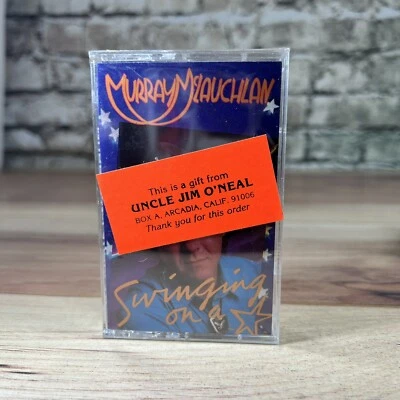 MURRAY McLAUCHLAN
This is a gift from
UNCLE JIM O'NEAL
BOX A, ARCADIA, CALIF. 91006
Thank you for this order
Swinging
on a